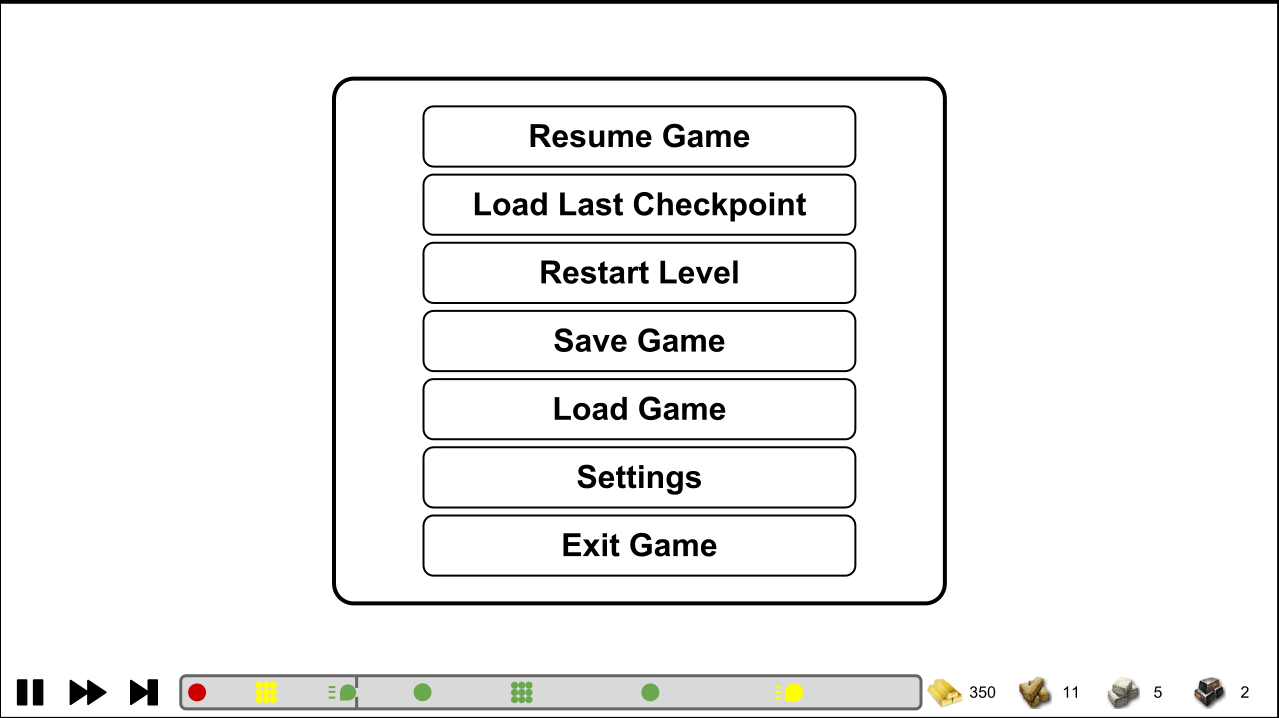 Resume Game
Load Last Checkpoint
Restart Level
Save Game
Load Game
Settings
Exit Game
350 11 5 2